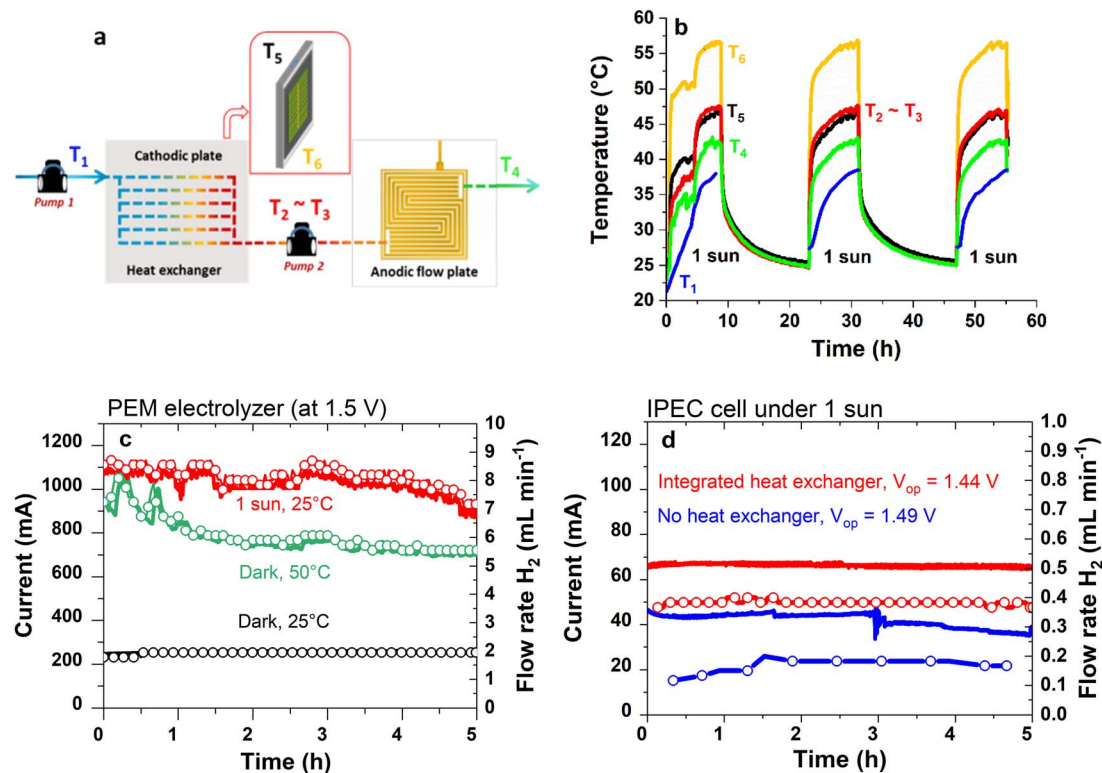 a
T5
T6
T1
Pump 1
Cathodic plate
Heat exchanger
T2 ~ T3
Pump 2
T4
Anodic flow plate
b
Temperature (°C)
60
55
50
45
40
35
30
25
20
T6
T5
T2 ~ T3
T4
T1
1 sun
1 sun
1 sun
0 10 20 30 40 50 60
Time (h)
PEM electrolyzer (at 1.5 V)
c
Current (mA)
1200
1100
1000
900
800
700
300
200
100
0
1 sun, 25°C
Dark, 50°C
Dark, 25°C
10
9
8
7
6
5
4
3
2
1
0
Flow rate H2 (mL min-1)
0 1 2 3 4 5
Time (h)
IPEC cell under 1 sun
d
Current (mA)
120
100
80
60
40
20
0
Integrated heat exchanger, Vop = 1.44 V
No heat exchanger, Vop = 1.49 V
1.0
0.9
0.8
0.7
0.6
0.5
0.4
0.3
0.2
0.1
0.0
Flow rate H2 (mL min-1)
0 1 2 3 4 5
Time (h)